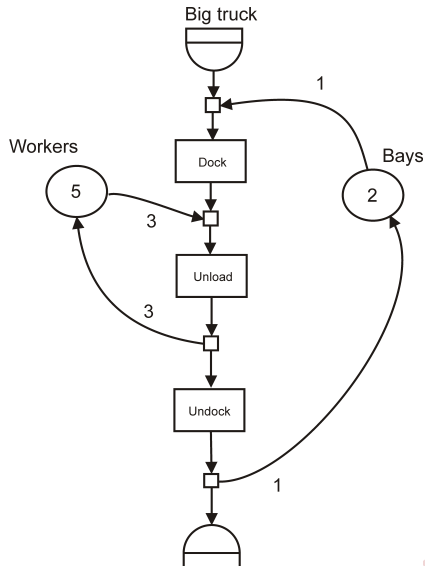 Big truck
1
Workers
Bays
Dock
5
2
3
Unload
3
Undock
1